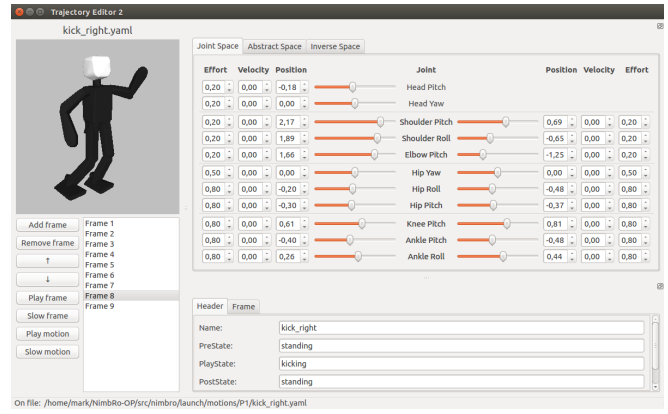 Trajectory Editor 2
kick_right.yaml
Joint Space Abstract Space Inverse Space
Effort Velocity Position Joint Position Velocity Effort
0,20 0,00 -0,18 Head Pitch
0,20 0,00 0,00 Head Yaw
0,20 0,00 2,17 Shoulder Pitch 0,69 0,00 0,20
0,20 0,00 1,89 Shoulder Roll -0,65 0,00 0,20
0,20 0,00 1,66 Elbow Pitch -1,25 0,00 0,20
0,50 0,00 0,00 Hip Yaw 0,00 0,00 0,50
0,80 0,00 -0,20 Hip Roll -0,48 0,00 0,80
0,80 0,00 -0,30 Hip Pitch -0,37 0,00 0,80
0,80 0,00 0,61 Knee Pitch 0,81 0,00 0,80
0,80 0,00 -0,40 Ankle Pitch -0,48 0,00 0,80
0,80 0,00 0,26 Ankle Roll 0,44 0,00 0,80
Add frame
Remove frame
↑
↓
Play frame
Slow frame
Play motion
Slow motion
Frame 1
Frame 2
Frame 3
Frame 4
Frame 5
Frame 6
Frame 7
Frame 8
Frame 9
Header Frame
Name: kick_right
PreState: standing
PlayState: kicking
PostState: standing
On file: /home/mark/NimbRo-OP/src/nimbro/launch/motions/P1/kick_right.yaml